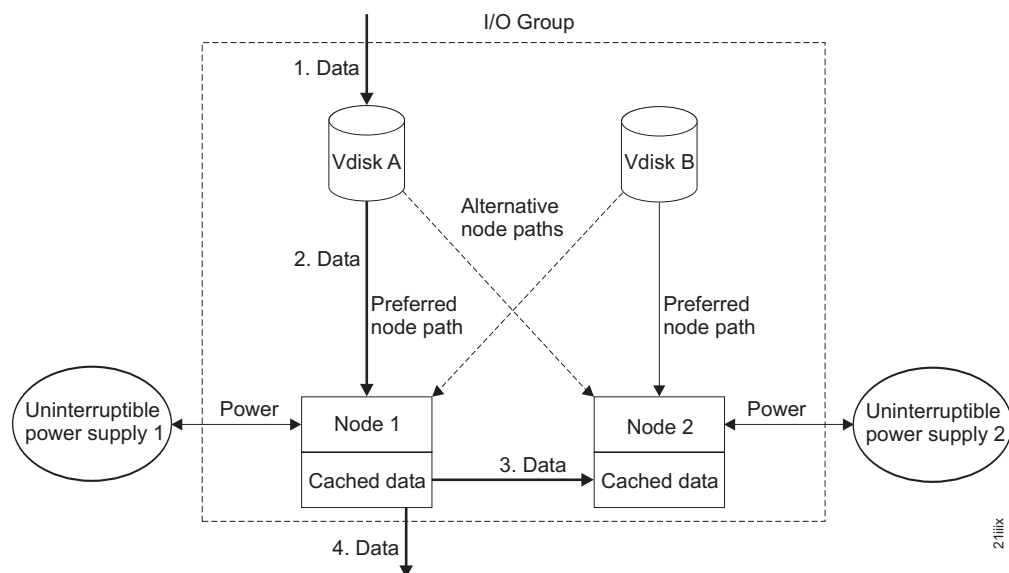 I/O Group
1. Data
Vdisk A
Vdisk B
Alternative
node paths
2. Data
Preferred
node path
Preferred
node path
Uninterruptible
power supply 1
Power
Node 1
Node 2
Power
Uninterruptible
power supply 2
Cached data
3. Data
Cached data
4. Data
21iiix